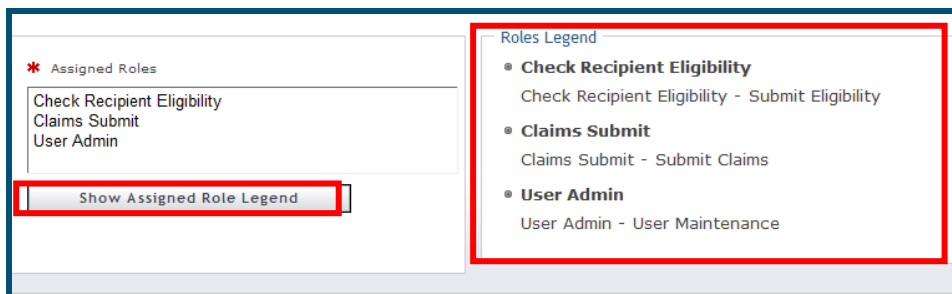 * Assigned Roles
Check Recipient Eligibility
Claims Submit
User Admin
Show Assigned Role Legend
Roles Legend
Check Recipient Eligibility
Check Recipient Eligibility - Submit Eligibility
Claims Submit
Claims Submit - Submit Claims
User Admin
User Admin - User Maintenance